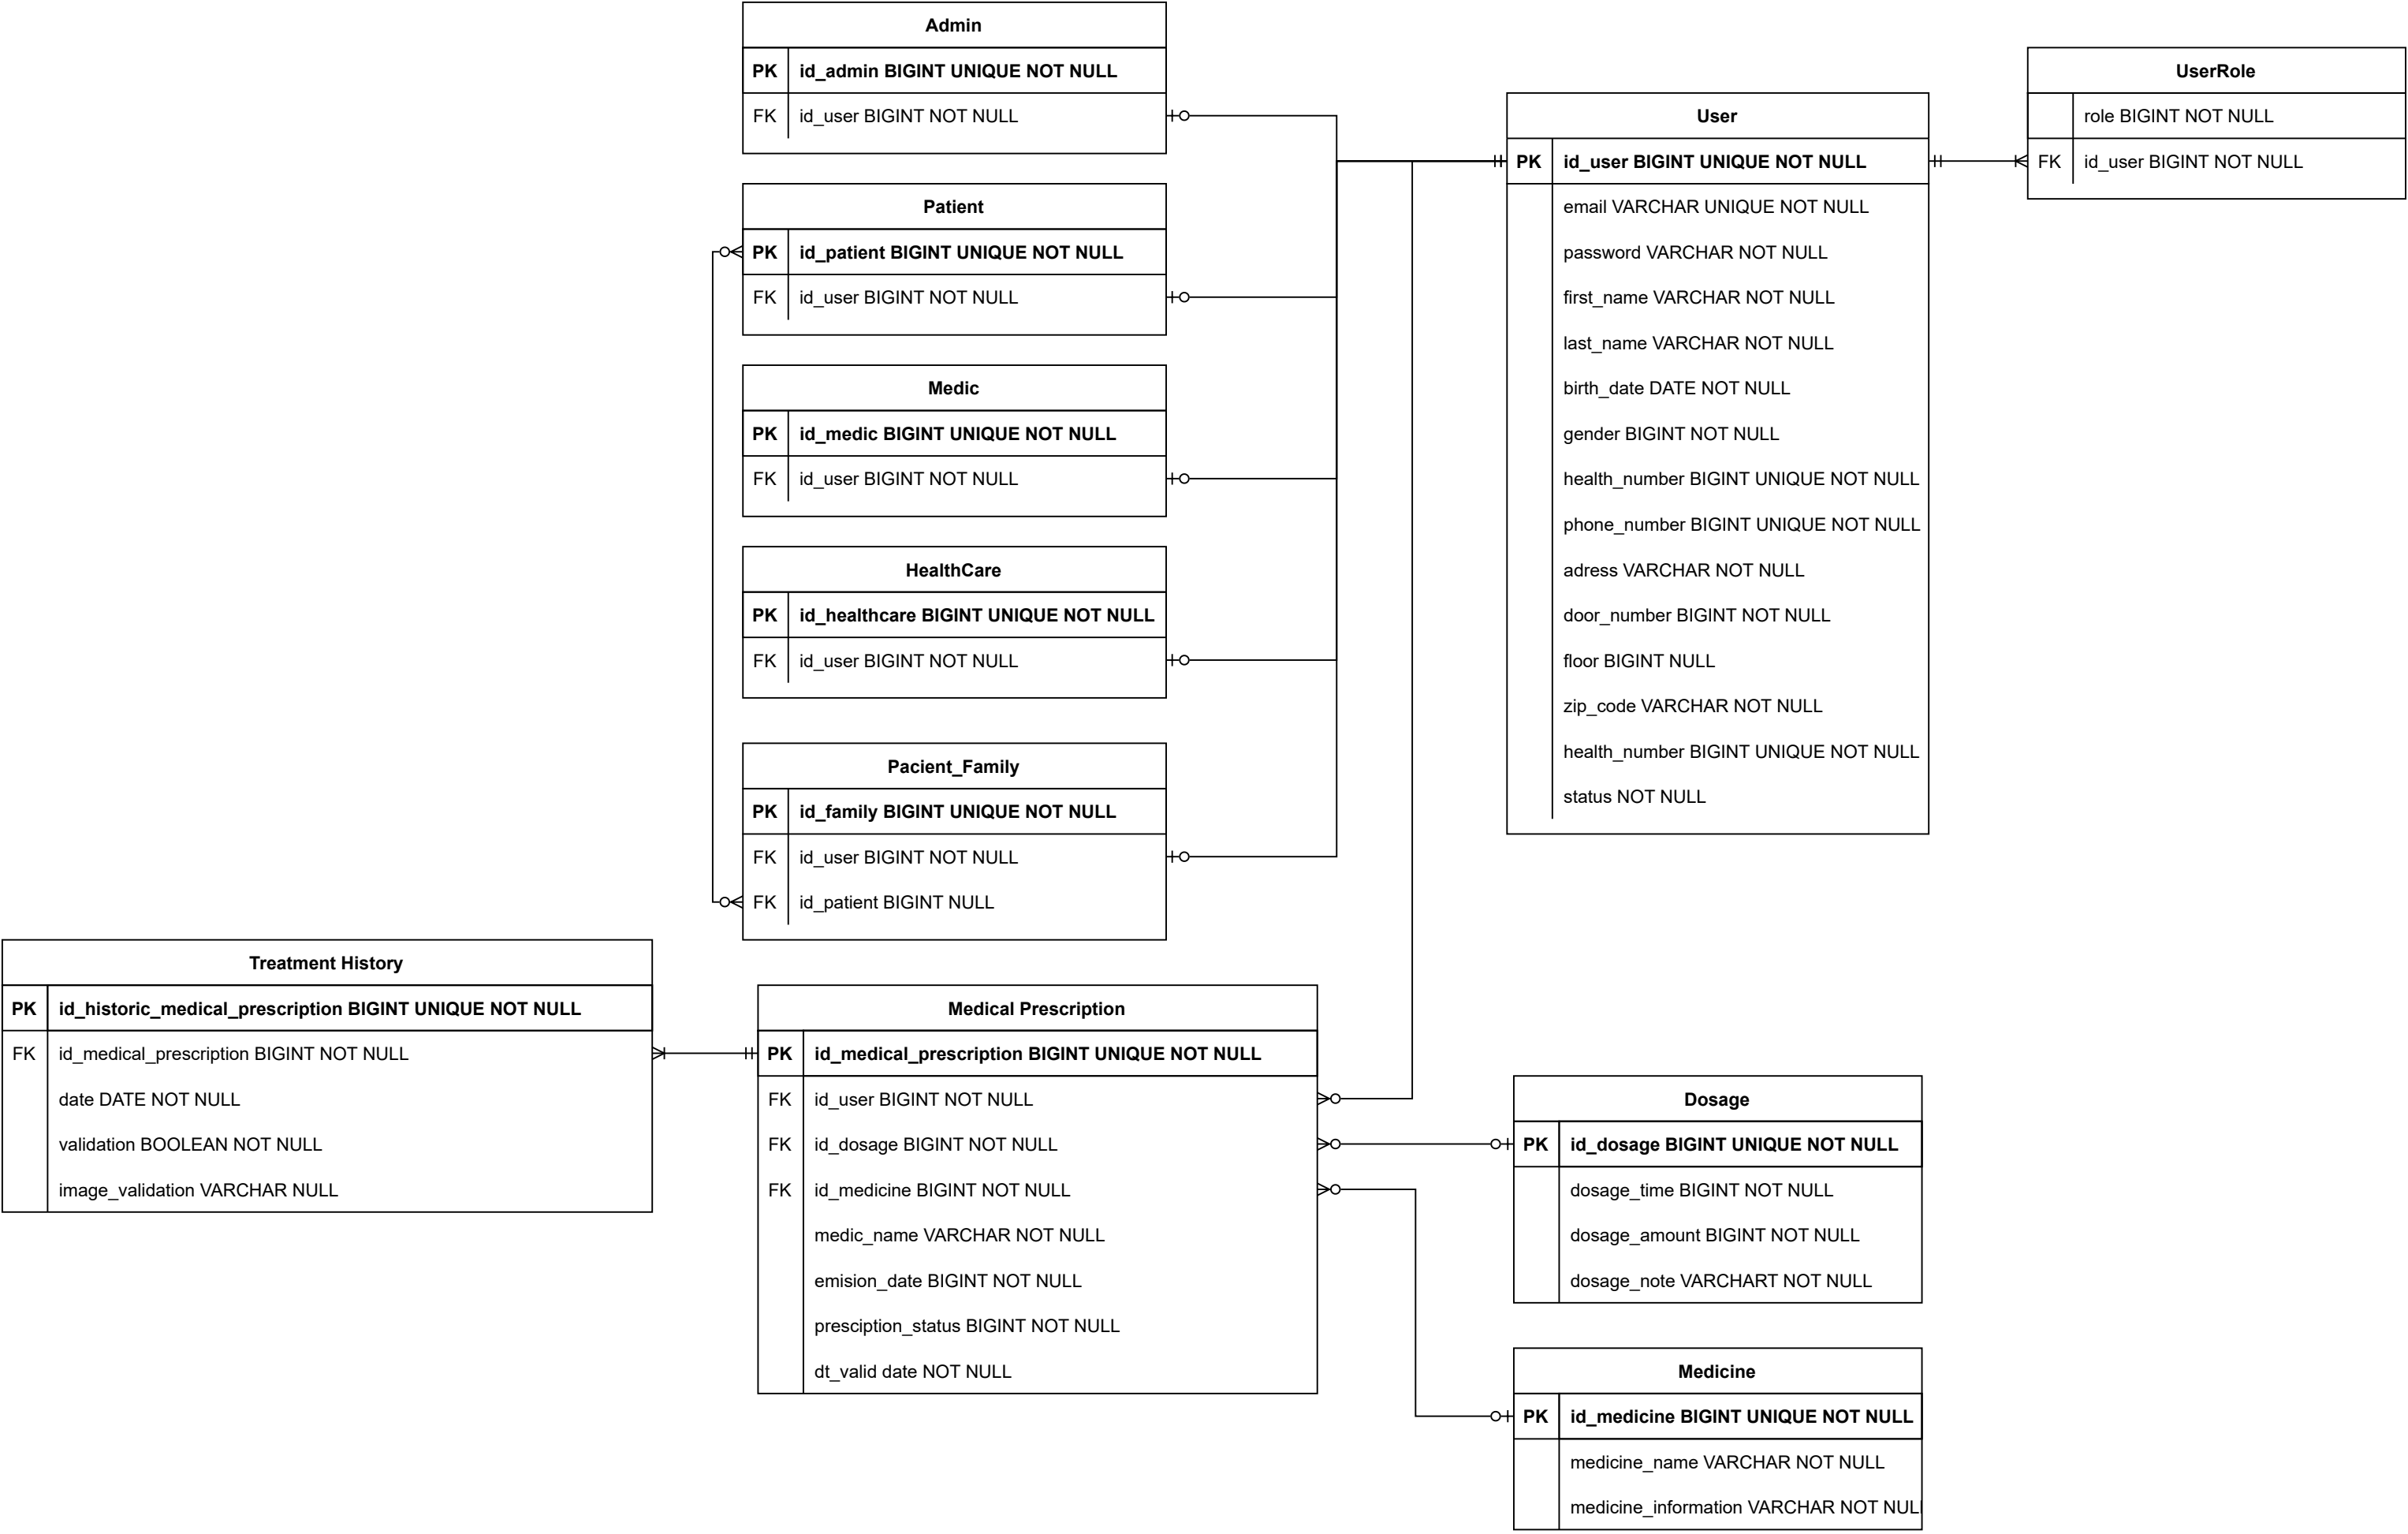 Admin
PK id_admin BIGINT UNIQUE NOT NULL
FK id_user BIGINT NOT NULL
Patient
PK id_patient BIGINT UNIQUE NOT NULL
FK id_user BIGINT NOT NULL
Medic
PK id_medic BIGINT UNIQUE NOT NULL
FK id_user BIGINT NOT NULL
HealthCare
PK id_healthcare BIGINT UNIQUE NOT NULL
FK id_user BIGINT NOT NULL
Pacient_Family
PK id_family BIGINT UNIQUE NOT NULL
FK id_user BIGINT NOT NULL
FK id_patient BIGINT NULL
User
PK id_user BIGINT UNIQUE NOT NULL
email VARCHAR UNIQUE NOT NULL
password VARCHAR NOT NULL
first_name VARCHAR NOT NULL
last_name VARCHAR NOT NULL
birth_date DATE NOT NULL
gender BIGINT NOT NULL
health_number BIGINT UNIQUE NOT NULL
phone_number BIGINT UNIQUE NOT NULL
adress VARCHAR NOT NULL
door_number BIGINT NOT NULL
floor BIGINT NULL
zip_code VARCHAR NOT NULL
health_number BIGINT UNIQUE NOT NULL
status NOT NULL
UserRole
role BIGINT NOT NULL
FK id_user BIGINT NOT NULL
Treatment History
PK id_historic_medical_prescription BIGINT UNIQUE NOT NULL
FK id_medical_prescription BIGINT NOT NULL
date DATE NOT NULL
validation BOOLEAN NOT NULL
image_validation VARCHAR NULL
Medical Prescription
PK id_medical_prescription BIGINT UNIQUE NOT NULL
FK id_user BIGINT NOT NULL
FK id_dosage BIGINT NOT NULL
FK id_medicine BIGINT NOT NULL
medic_name VARCHAR NOT NULL
emision_date BIGINT NOT NULL
presciption_status BIGINT NOT NULL
dt_valid date NOT NULL
Dosage
PK id_dosage BIGINT UNIQUE NOT NULL
dosage_time BIGINT NOT NULL
dosage_amount BIGINT NOT NULL
dosage_note VARCHART NOT NULL
Medicine
PK id_medicine BIGINT UNIQUE NOT NULL
medicine_name VARCHAR NOT NULL
medicine_information VARCHAR NOT NUL